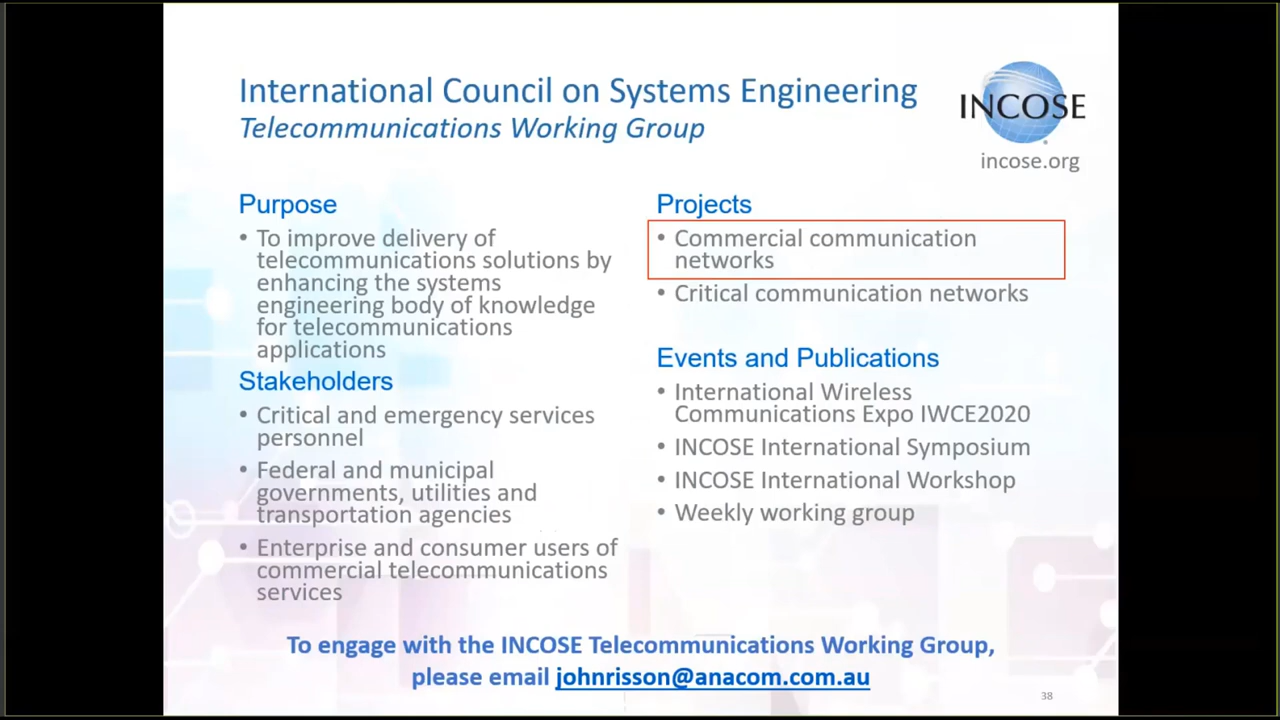 International Council on Systems Engineering
Telecommunications Working Group
INCOSE
incose.org
Purpose
• To improve delivery of
telecommunications solutions by
enhancing the systems
engineering body of knowledge
for telecommunications
applications
Stakeholders
• Critical and emergency services
personnel
• Federal and municipal
governments, utilities and
transportation agencies
• Enterprise and consumer users of
commercial telecommunications
services
Projects
• Commercial communication
networks
• Critical communication networks
Events and Publications
• International Wireless
Communications Expo IWCE2020
• INCOSE International Symposium
• INCOSE International Workshop
• Weekly working group
To engage with the INCOSE Telecommunications Working Group,
please email johnrisson@anacom.com.au
38